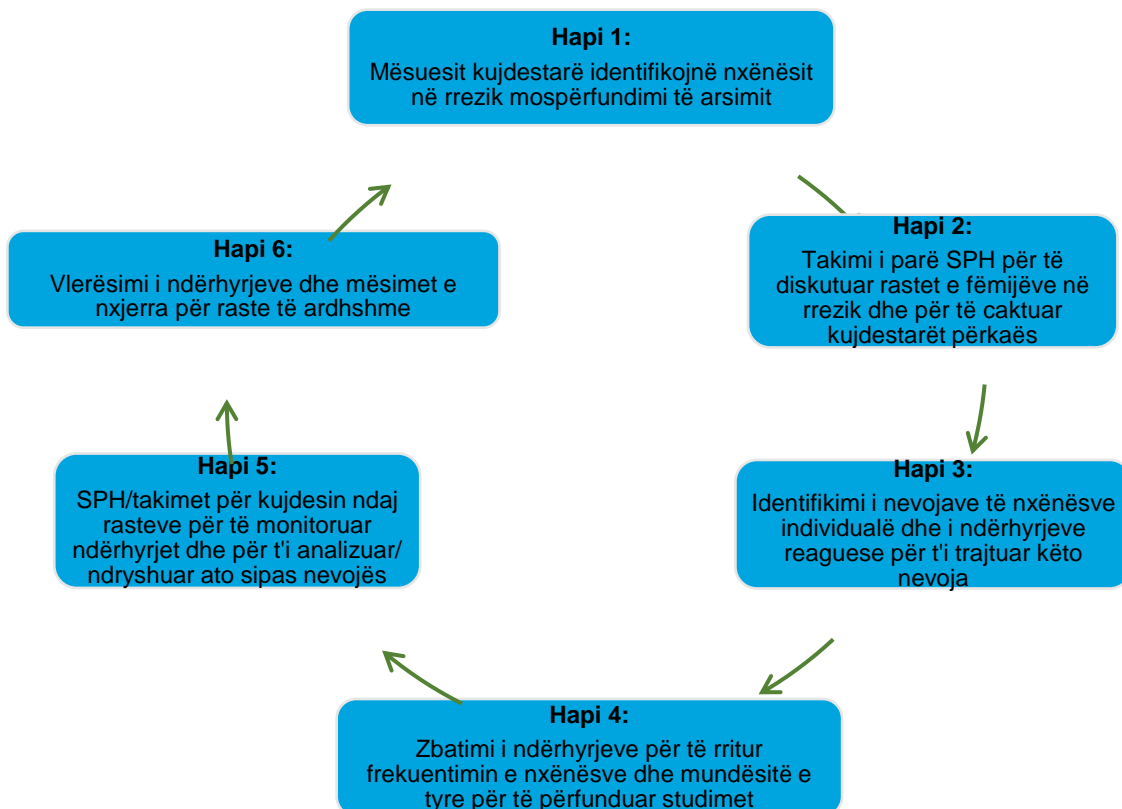 Hapi 1:
Mësuesit kujdestarë identifikojnë nxënësit
në rrezik mospërfundimi të arsimit
Hapi 2:
Takimi i parë SPH për të
diskutuar rastet e fëmijëve në
rrezik dhe për të caktuar
kujdestarët përkaës
Hapi 3:
Identifikimi i nevojave të nxënësve
individualë dhe i ndërhyrjeve
reaguese për t'i trajtuar këto
nevoja
Hapi 4:
Zbatimi i ndërhyrjeve për të rritur
frekuentimin e nxënësve dhe mundësitë e
tyre për të përfunduar studimet
Hapi 5:
SPH/takimet për kujdesin ndaj
rasteve për të monitoruar
ndërhyrjet dhe për t'i analizuar/
ndryshuar ato sipas nevojës
Hapi 6:
Vlerësimi i ndërhyrjeve dhe mësimet e
nxjerra për raste të ardhshme